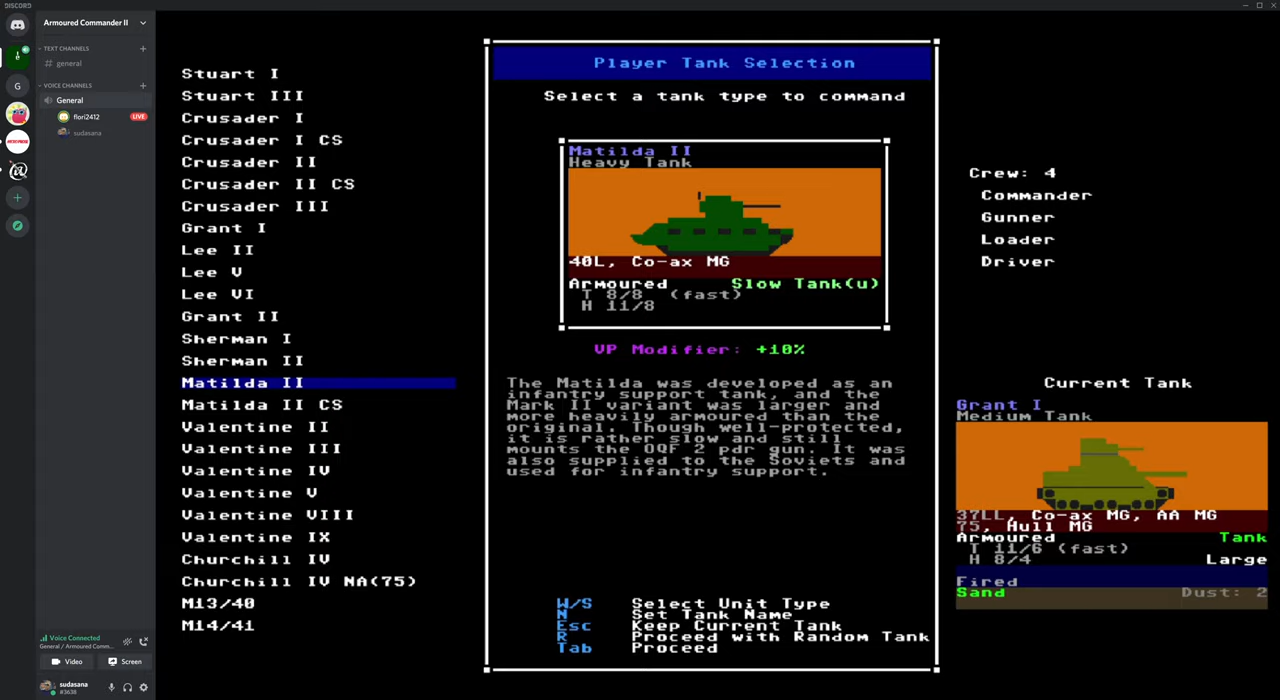 DISCORD
Armoured Commander II
TEXT CHANNELS
general
VOICE CHANNELS
General
flori2412 LIVE
sudasana
G
Voice Connected
General / Armoured Comm...
Video Screen
sudasana
#3638
Stuart I
Stuart III
Crusader I
Crusader I CS
Crusader II
Crusader II CS
Crusader III
Grant I
Lee II
Lee V
Lee VI
Grant II
Sherman I
Sherman II
Matilda II
Matilda II CS
Valentine II
Valentine III
Valentine IV
Valentine V
Valentine VIII
Valentine IX
Churchill IV
Churchill IV NA(75)
M13/40
M14/41
Player Tank Selection
Select a tank type to command
Matilda II
Heavy Tank
40L, Co-ax MG
Armoured Slow Tank(u)
T 8/8 (fast)
H 11/8
VP Modifier: +10%
The Matilda was developed as an
infantry support tank, and the
Mark II variant was larger and
more heavily armoured than the
original. Though well-protected,
it is rather slow and still
mounts the OQF 2 pdr gun. It was
also supplied to the Soviets and
used for infantry support.
W/S Select Unit Type
N Set Tank Name
Esc Keep Current Tank
R Proceed with Random Tank
Tab Proceed
Crew: 4
Commander
Gunner
Loader
Driver
Current Tank
Grant I
Medium Tank
37LL, Co-ax MG, AA MG
75, Hull MG
Armoured Tank
T 11/6 (fast)
H 8/4 Large
Fired
Sand Dust: 2